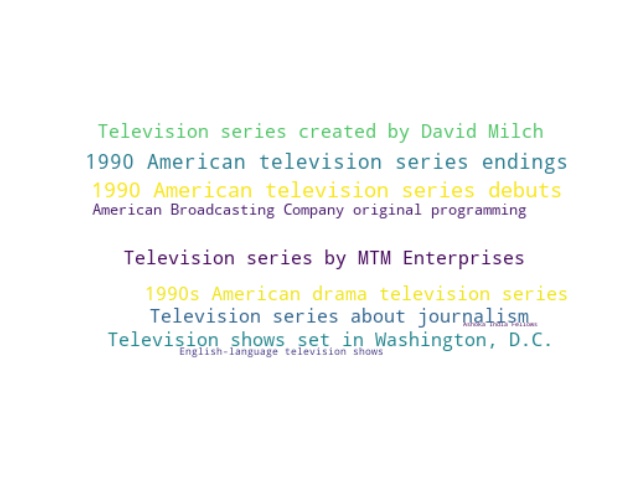 Television series created by David Milch
1990 American television series endings
1990 American television series debuts
American Broadcasting Company original programming
Television series by MTM Enterprises
1990s American drama television series
Television series about journalism
Ashoka India Fellows
Television shows set in Washington, D.C.
English-language television shows